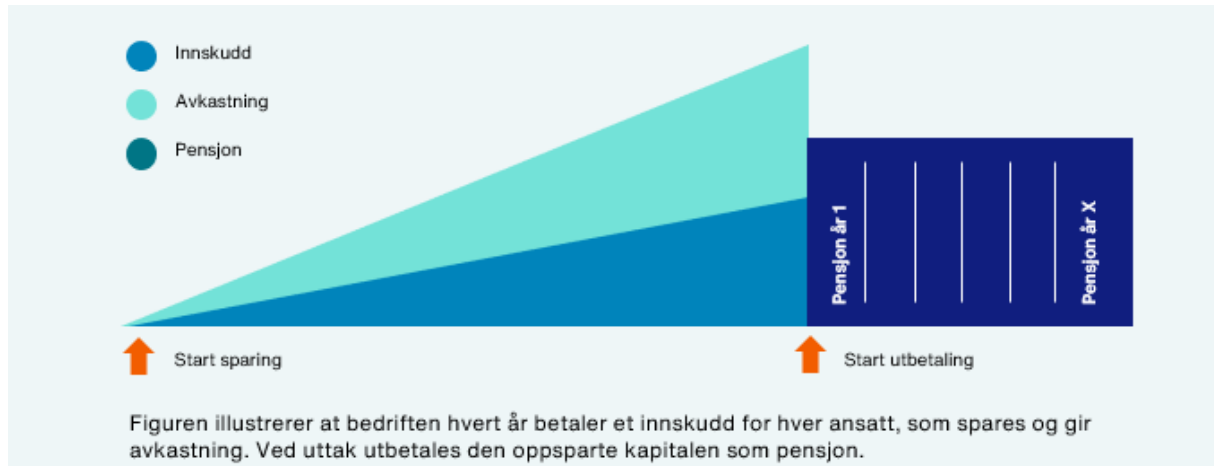 Innskudd
Avkastning
Pensjon
Pensjon år 1
Pensjon år X
Start sparing
Start utbetaling
Figuren illustrerer at bedriften hvert år betaler et innskudd for hver ansatt, som spares og gir
avkastning. Ved uttak utbetales den oppsparte kapitalen som pensjon.